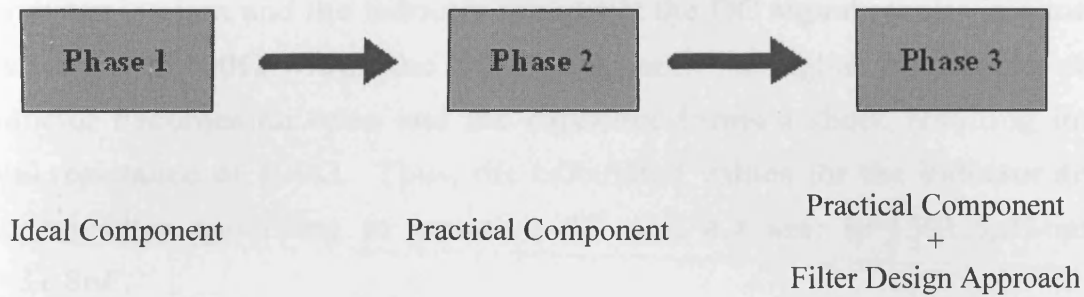 Phase 1
Phase 2
Phase 3
Ideal Component
Practical Component
Practical Component
+
Filter Design Approach